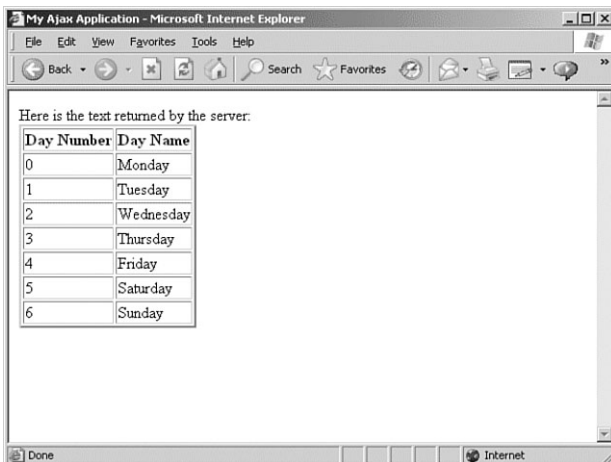 My Ajax Application - Microsoft Internet Explorer
File Edit View Favorites Tools Help
Back Search Favorites »
Here is the text returned by the server:
Day Number Day Name
0 Monday
1 Tuesday
2 Wednesday
3 Thursday
4 Friday
5 Saturday
6 Sunday
Done Internet